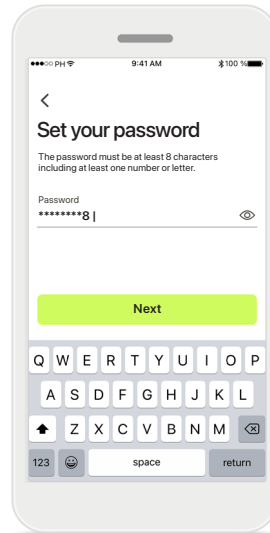 PH 9:41 AM 100 %
Set your password
The password must be at least 8 characters
including at least one number or letter.
Password
********8 |
Next
Q W E R T Y U I O P
A S D F G H J K L
Z X C V B N M
123 space return